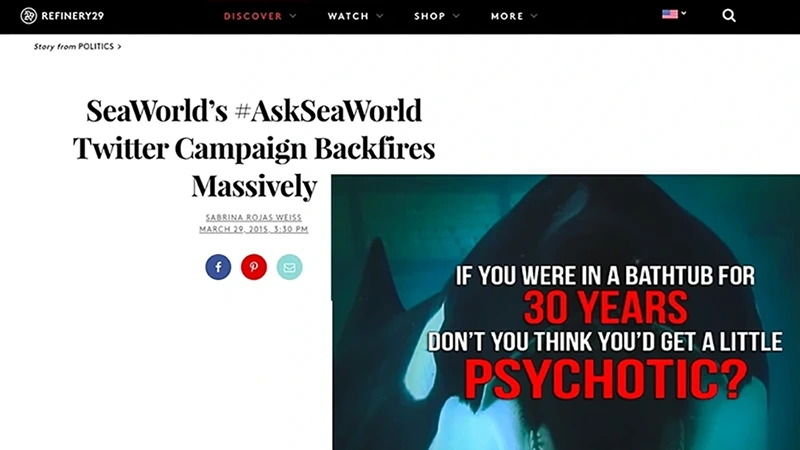 REFINERY29
DISCOVER WATCH SHOP MORE
Story from POLITICS >
SeaWorld's #AskSeaWorld
Twitter Campaign Backfires
Massively
SABRINA ROJAS WEISS
MARCH 29, 2015, 3:30 PM
IF YOU WERE IN A BATHTUB FOR
30 YEARS
DON'T YOU THINK YOU'D GET A LITTLE
PSYCHOTIC?